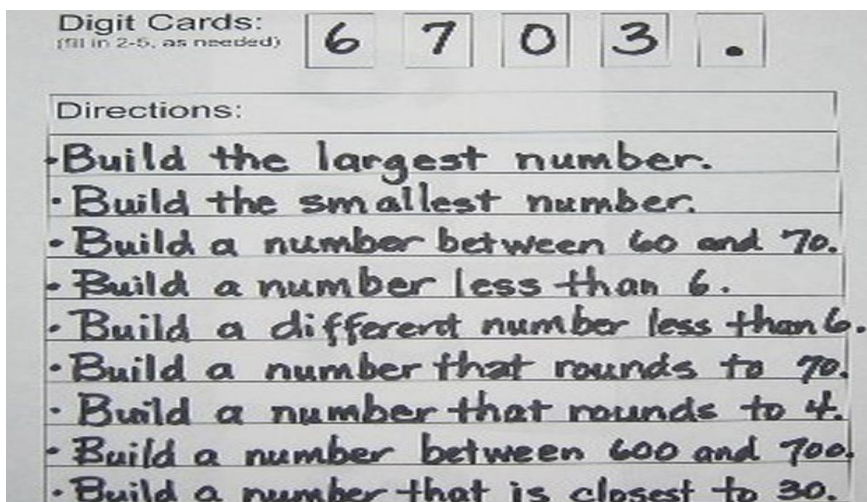 Digit Cards: 6 7 0 3 .
(fill in 2-5, as needed)
Directions:
·Build the largest number.
·Build the smallest number.
·Build a number between 60 and 70.
·Build a number less than 6.
·Build a different number less than 6.
·Build a number that rounds to 70.
·Build a number that rounds to 4.
·Build a number between 600 and 700.
·Build a number that is closest to 30.